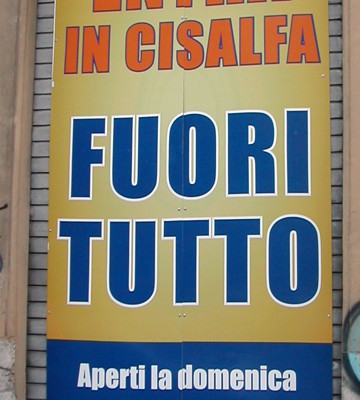 IN CISALFA
FUORI
TUTTO
Aperti la domenica